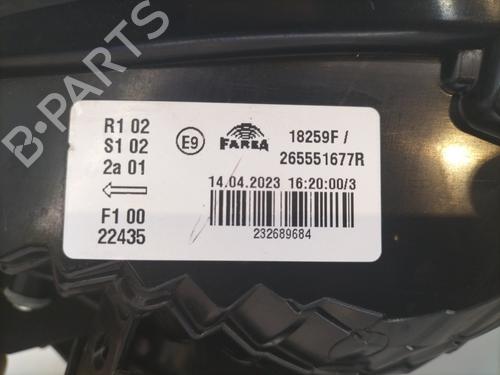 B-PARTS
R1 02
S1 02
2a 01
F1 00
22435
E9
FARBA
18259F /
265551677R
14.04.2023 16:20:00/3
232689684